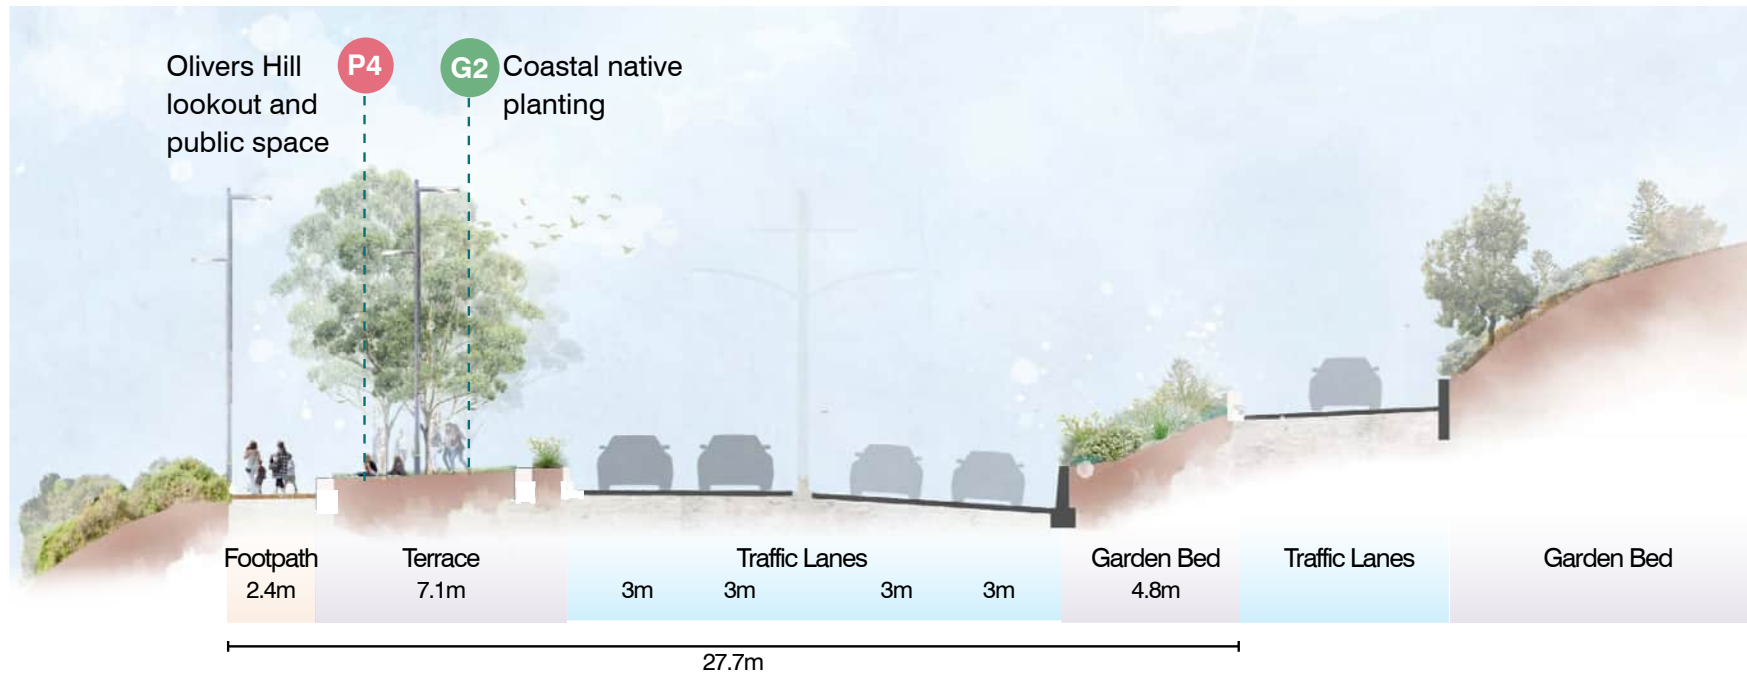 Olivers Hill
lookout and
public space
P4
G2
Coastal native
planting
Footpath
2.4m
Terrace
7.1m
Traffic Lanes
3m 3m 3m 3m
Garden Bed
4.8m
Traffic Lanes
Garden Bed
27.7m